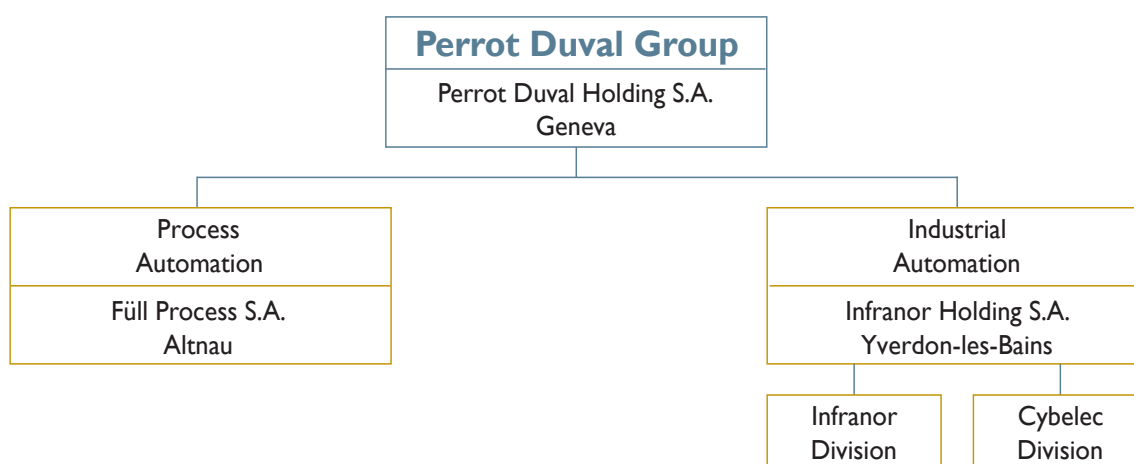 Perrot Duval Group
Perrot Duval Holding S.A.
Geneva
Process
Automation
Füll Process S.A.
Altnau
Industrial
Automation
Infranor Holding S.A.
Yverdon-les-Bains
Infranor
Division
Cybelec
Division